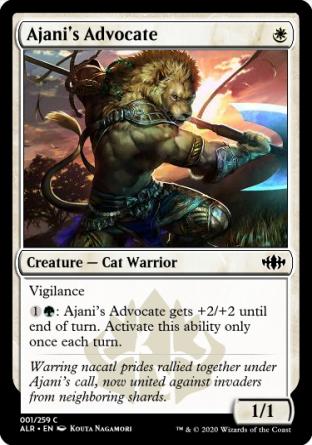 Ajani's Advocate
Creature — Cat Warrior
Vigilance
1: Ajani's Advocate gets +2/+2 until
end of turn. Activate this ability only
once each turn.
Warring nacatl prides rallied together under
Ajani's call, now united against invaders
from neighboring shards.
1/1
001/259 C
ALR • EN Kouta Nagamori
™ & © 2020 Wizards of the Coast